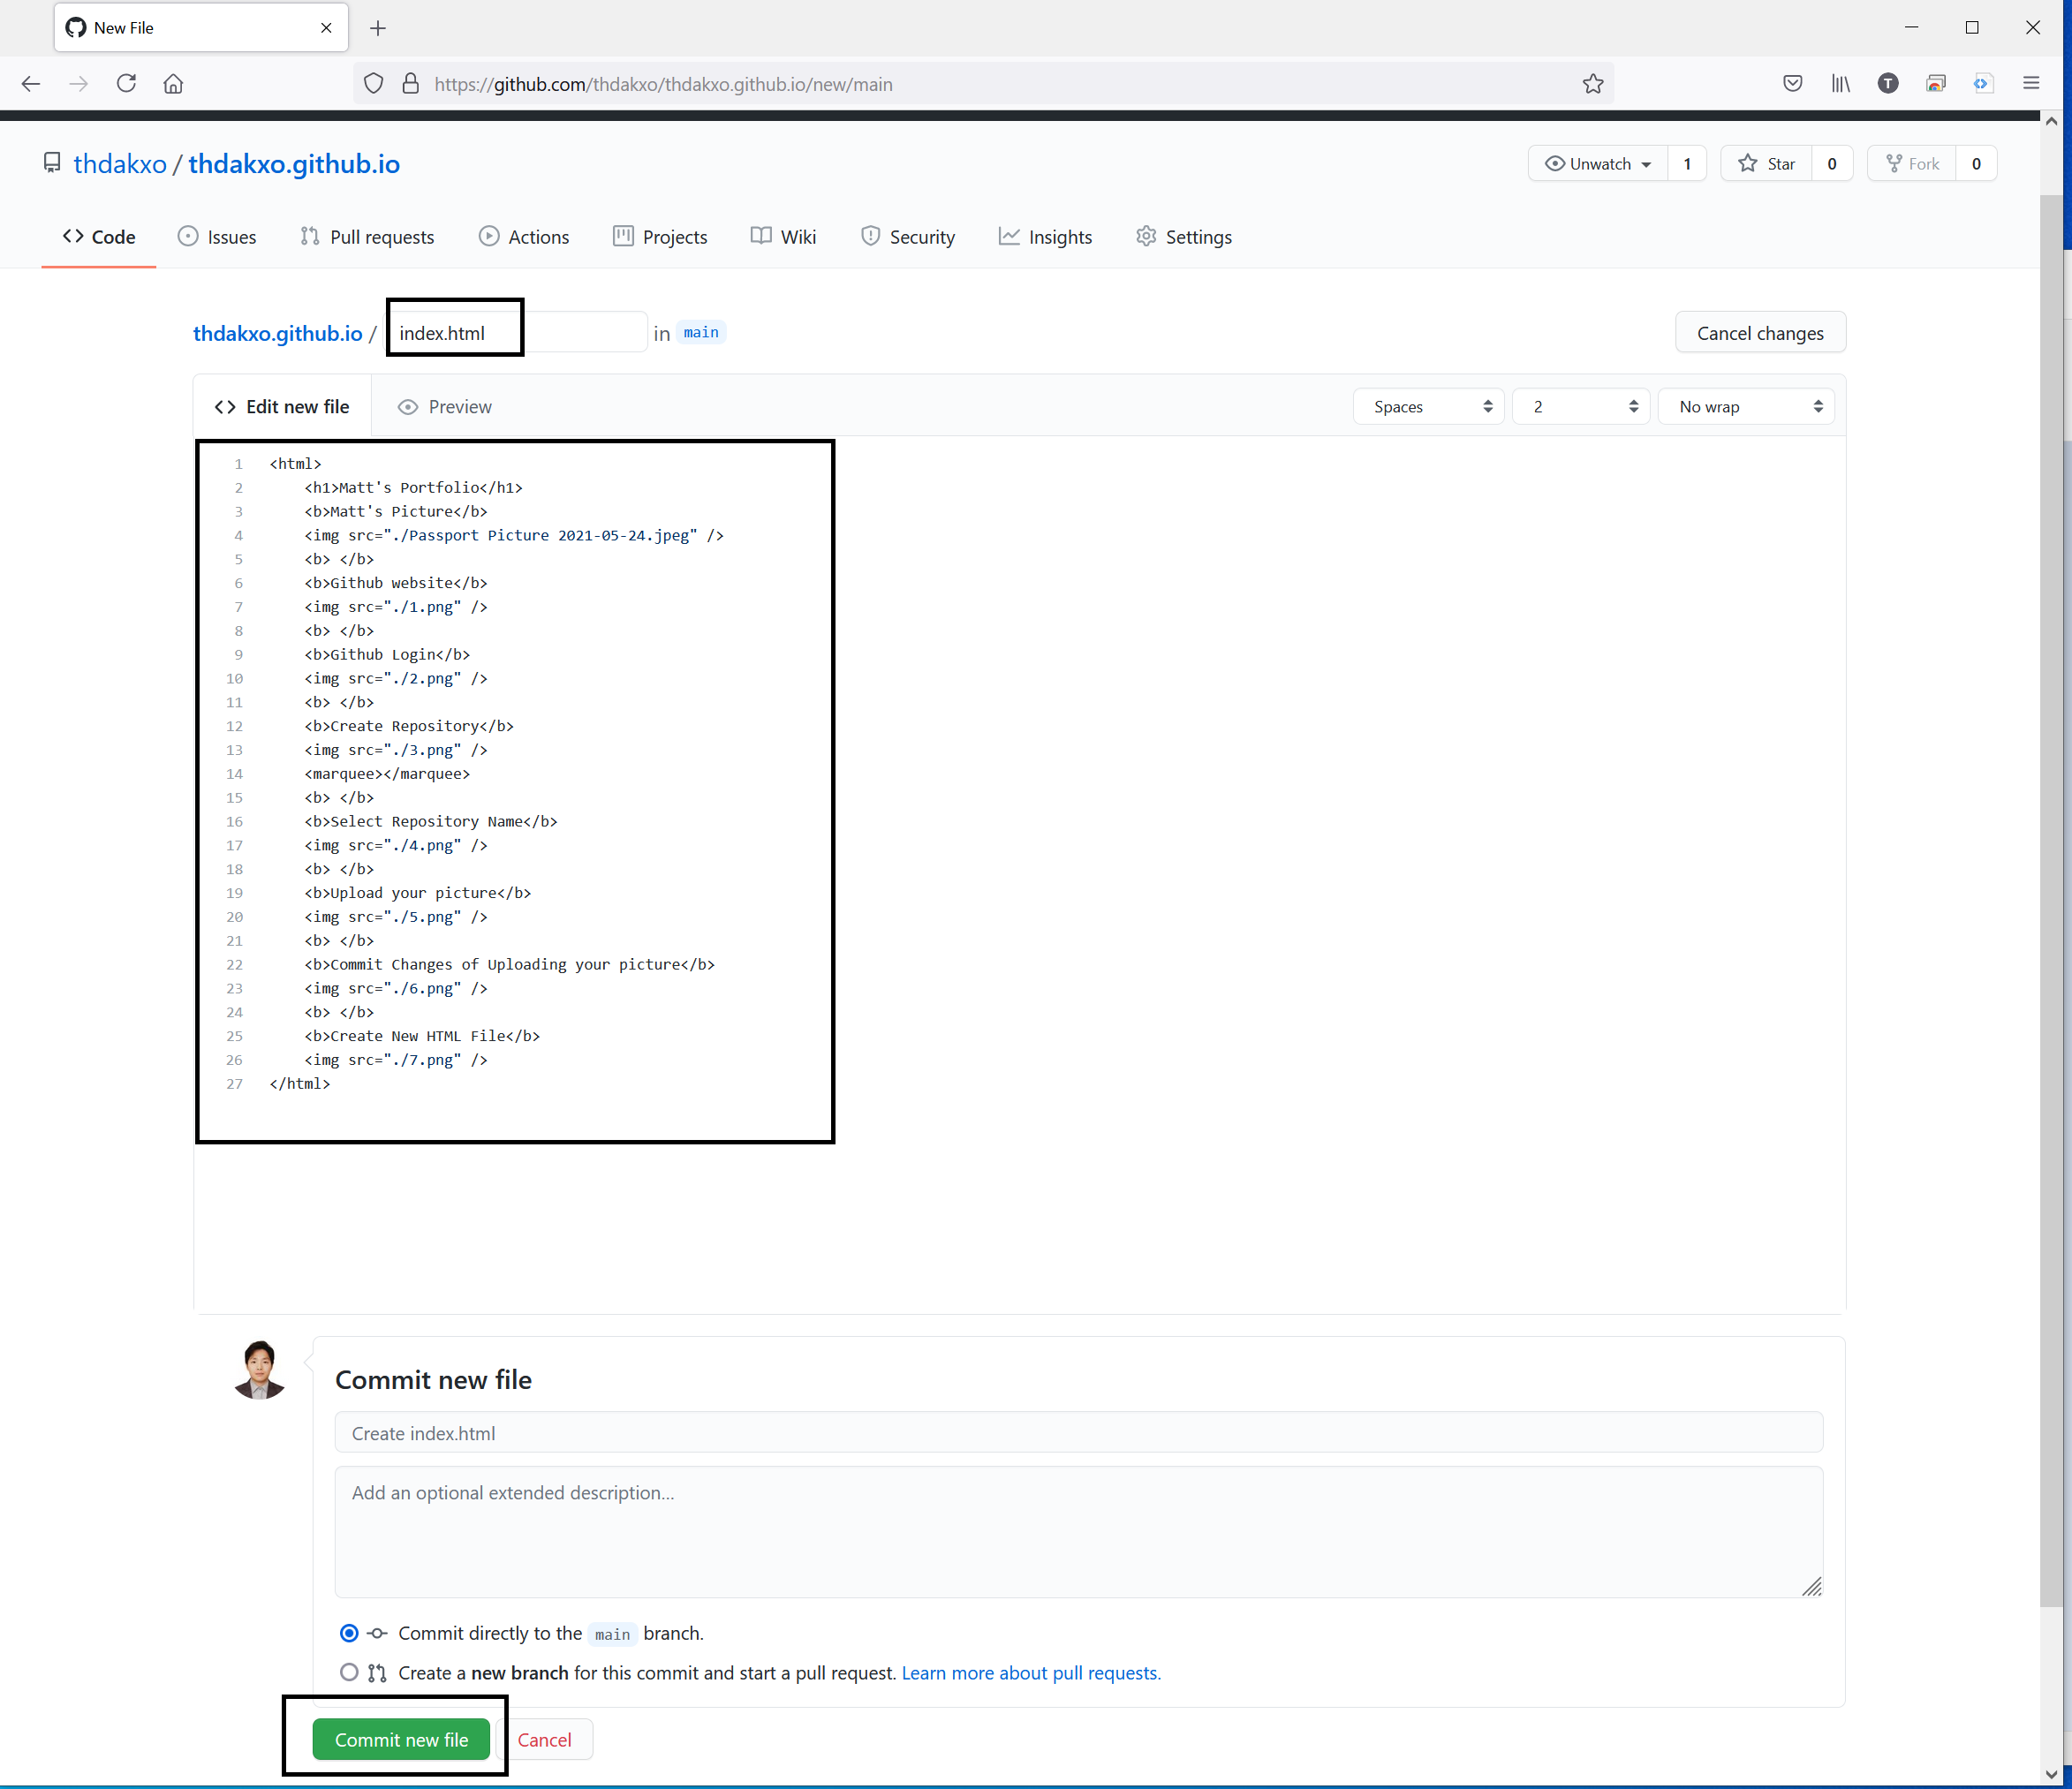 New File
https://github.com/thdakxo/thdakxo.github.io/new/main
T
thdakxo / thdakxo.github.io
Unwatch 1 Star 0 Fork 0
Code Issues Pull requests Actions Projects Wiki Security Insights Settings
thdakxo.github.io / index.html in main Cancel changes
Edit new file Preview Spaces 2 No wrap
1 <html>
2 <h1>Matt's Portfolio</h1>
3 <b>Matt's Picture</b>
4 <img src="./Passport Picture 2021-05-24.jpeg" />
5 <b> </b>
6 <b>Github website</b>
7 <img src="./1.png" />
8 <b> </b>
9 <b>Github Login</b>
10 <img src="./2.png" />
11 <b> </b>
12 <b>Create Repository</b>
13 <img src="./3.png" />
14 <marquee></marquee>
15 <b> </b>
16 <b>Select Repository Name</b>
17 <img src="./4.png" />
18 <b> </b>
19 <b>Upload your picture</b>
20 <img src="./5.png" />
21 <b> </b>
22 <b>Commit Changes of Uploading your picture</b>
23 <img src="./6.png" />
24 <b> </b>
25 <b>Create New HTML File</b>
26 <img src="./7.png" />
27 </html>
Commit new file
Create index.html
Add an optional extended description...
Commit directly to the main branch.
Create a new branch for this commit and start a pull request. Learn more about pull requests.
Commit new file Cancel